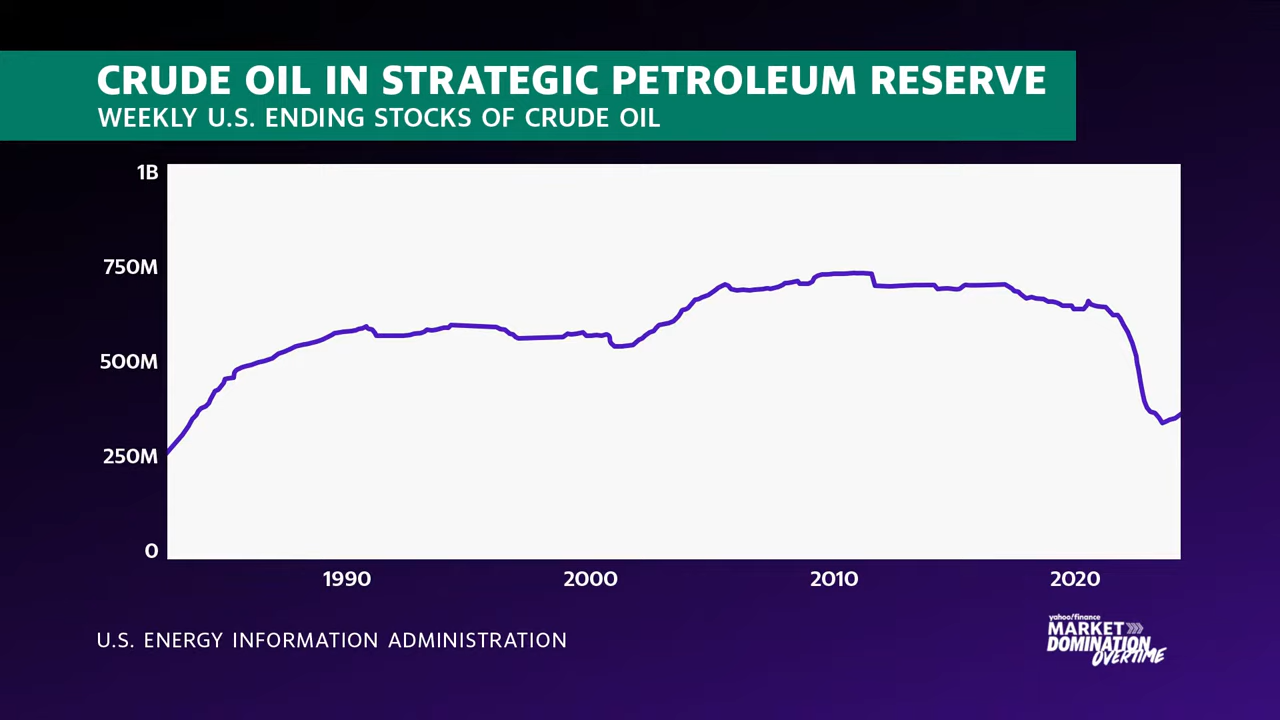 CRUDE OIL IN STRATEGIC PETROLEUM RESERVE
WEEKLY U.S. ENDING STOCKS OF CRUDE OIL
1B
750M
500M
250M
0
1990 2000 2010 2020
U.S. ENERGY INFORMATION ADMINISTRATION
yahoo!finance
MARKET
DOMINATION
OVERTIME